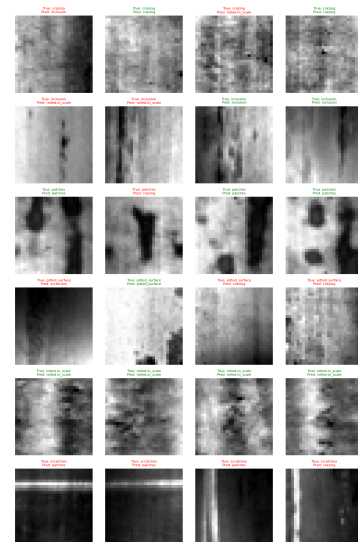 True: crazing
Pred: inclusion
True: crazing
Pred: crazing
True: crazing
Pred: rolled-in_scale
True: crazing
Pred: crazing
True: inclusion
Pred: rolled-in_scale
True: inclusion
Pred: rolled-in_scale
True: inclusion
Pred: inclusion
True: inclusion
Pred: inclusion
True: patches
Pred: patches
True: patches
Pred: crazing
True: patches
Pred: patches
True: patches
Pred: patches
True: pitted_surface
Pred: scratches
True: pitted_surface
Pred: pitted_surface
True: pitted_surface
Pred: crazing
True: pitted_surface
Pred: crazing
True: rolled-in_scale
Pred: rolled-in_scale
True: rolled-in_scale
Pred: rolled-in_scale
True: rolled-in_scale
Pred: rolled-in_scale
True: rolled-in_scale
Pred: rolled-in_scale
True: scratches
Pred: patches
True: scratches
Pred: patches
True: scratches
Pred: patches
True: scratches
Pred: crazing